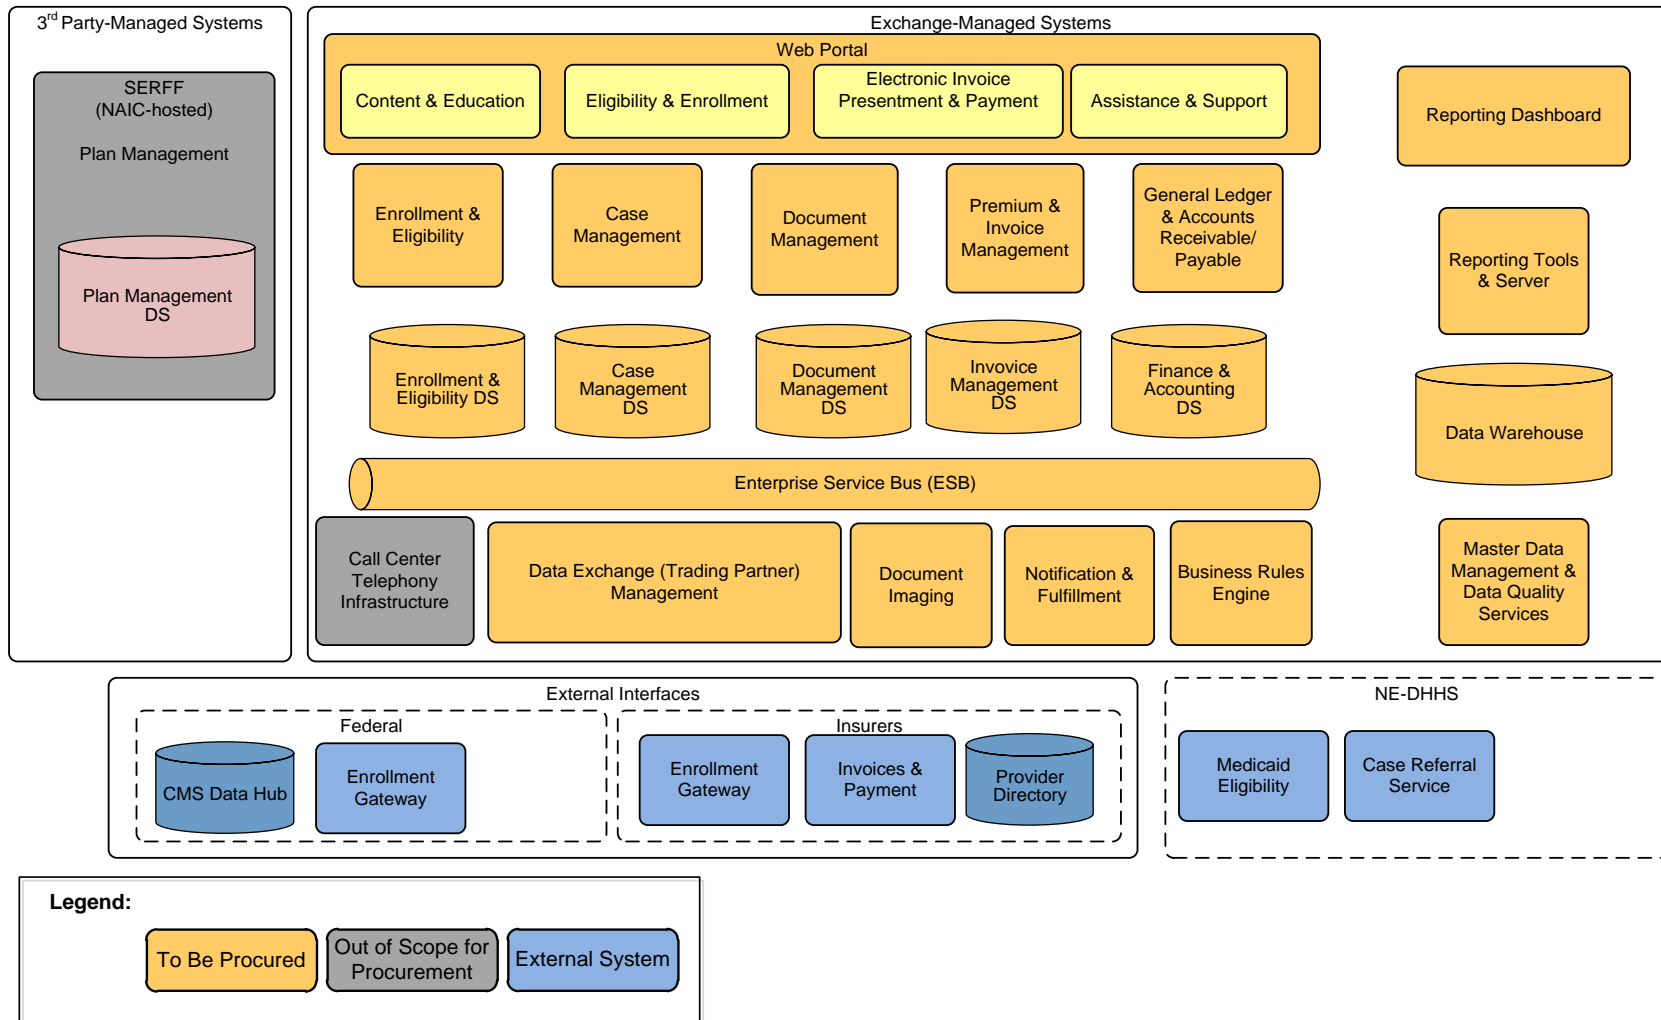 3rd Party-Managed Systems
SERFF
(NAIC-hosted)
Plan Management
Plan Management
DS
Exchange-Managed Systems
Web Portal
Content & Education
Eligibility & Enrollment
Electronic Invoice
Presentment & Payment
Assistance & Support
Enrollment &
Eligibility
Case
Management
Document
Management
Premium &
Invoice
Management
General Ledger
& Accounts
Receivable/
Payable
Enrollment &
Eligibility DS
Case
Management
DS
Document
Management
DS
Invovice
Management
DS
Finance &
Accounting
DS
Enterprise Service Bus (ESB)
Call Center
Telephony
Infrastructure
Data Exchange (Trading Partner)
Management
Document
Imaging
Notification &
Fulfillment
Business Rules
Engine
Reporting Dashboard
Reporting Tools
& Server
Data Warehouse
Master Data
Management &
Data Quality
Services
External Interfaces
Federal
CMS Data Hub
Enrollment
Gateway
Insurers
Enrollment
Gateway
Invoices &
Payment
Provider
Directory
NE-DHHS
Medicaid
Eligibility
Case Referral
Service
Legend:
To Be Procured
Out of Scope for
Procurement
External System